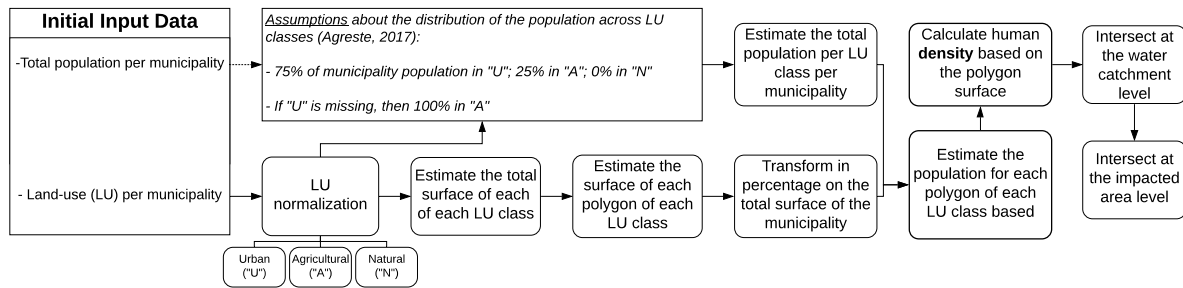 Initial Input Data
-Total population per municipality
- Land-use (LU) per municipality
Assumptions about the distribution of the population across LU
classes (Agreste, 2017):
- 75% of municipality population in "U"; 25% in "A"; 0% in "N"
- If "U" is missing, then 100% in "A"
LU
normalization
Urban
("U")
Agricultural
("A")
Natural
("N")
Estimate the total
surface of each
of each LU class
Estimate the
surface of each
polygon of each
LU class
Estimate the total
population per LU
class per
municipality
Transform in
percentage on the
total surface of the
municipality
Calculate human
density based on
the polygon
surface
Estimate the
population for each
polygon of each
LU class based
Intersect at
the water
catchment
level
Intersect at
the impacted
area level